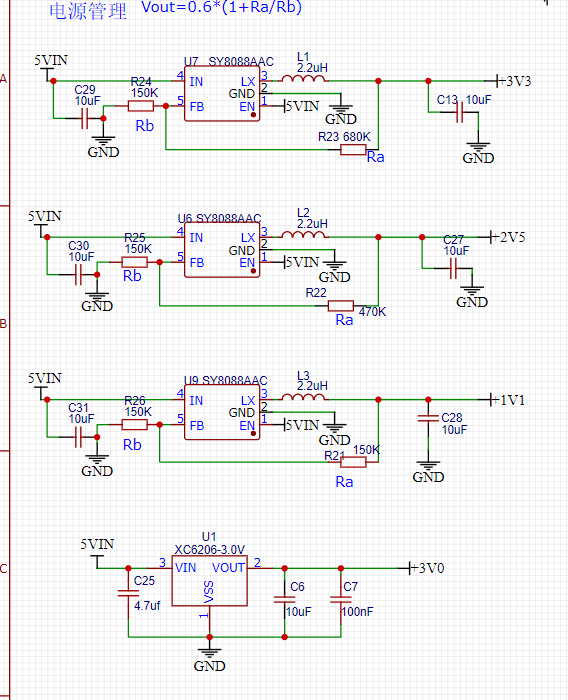 电源管理 Vout=0.6*(1+Ra/Rb)
A
5VIN
C29
10uF
GND
R24
150K
Rb
U7 SY8088AAC
4 IN LX 3
GND 2
5 FB EN 1
5VIN
L1
2.2uH
GND
R23 680K
Ra
C13 10uF
GND
+3V3
5VIN
C30
10uF
GND
R25
150K
Rb
U6 SY8088AAC
4 IN LX 3
GND 2
5 FB EN 1
5VIN
L2
2.2uH
GND
R22
470K
Ra
C27
10uF
GND
+2V5
B
5VIN
C31
10uF
GND
R26
150K
Rb
U9 SY8088AAC
4 IN LX 3
GND 2
5 FB EN 1
5VIN
L3
2.2uH
GND
R21 150K
Ra
C28
10uF
GND
+1V1
C
5VIN
C25
4.7uf
U1
XC6206-3.0V
3 VIN VOUT 2
VSS
1
GND
C6
10uF
C7
100nF
+3V0